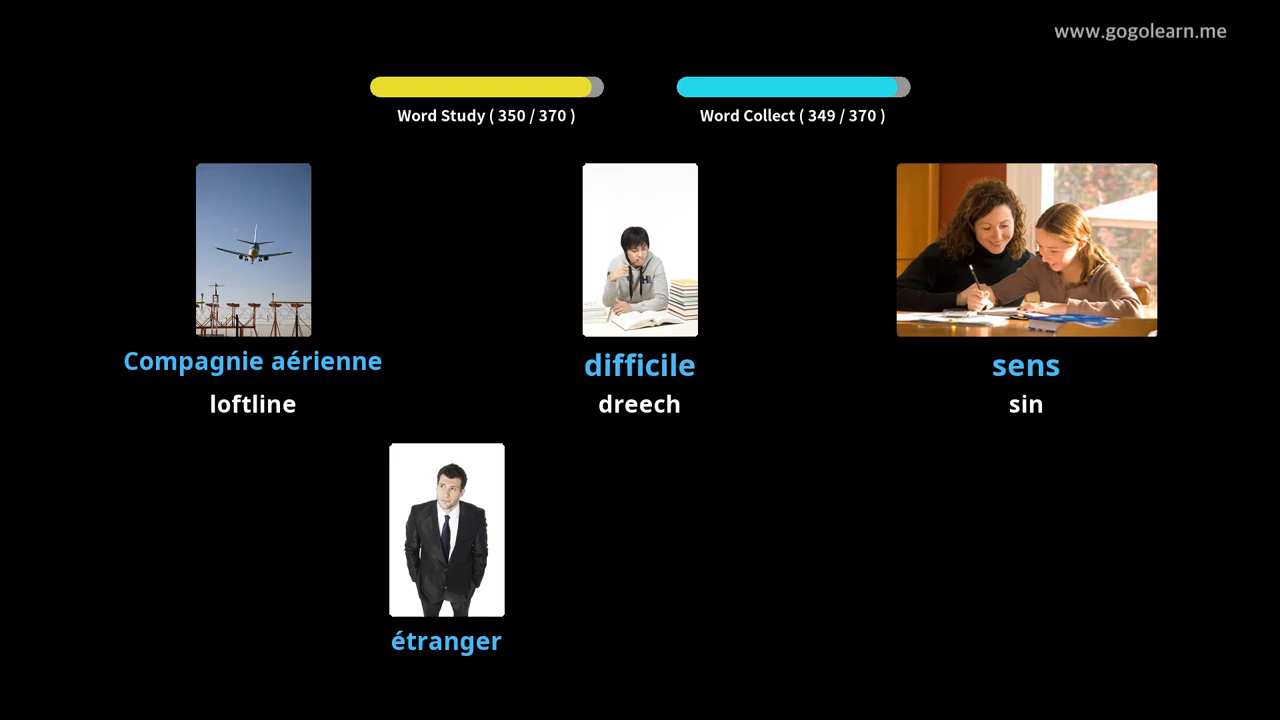 www.gogolearn.me
Word Study ( 350 / 370 )
Word Collect ( 349 / 370 )
Compagnie aérienne
loftline
difficile
dreech
sens
sin
étranger